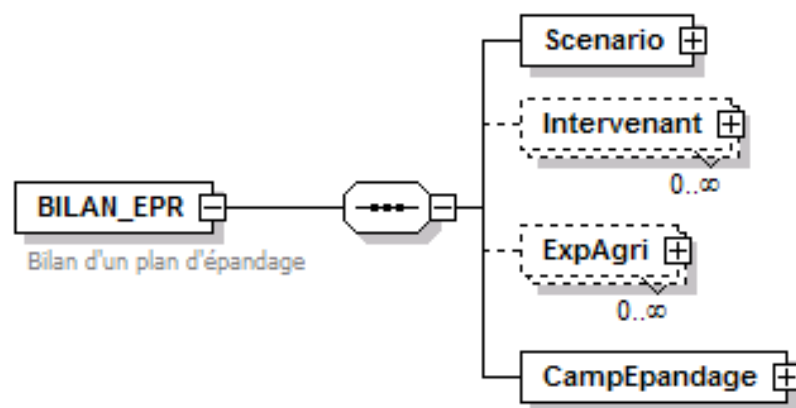 Scenario
Intervenant
0..∞
BILAN_EPR
Bilan d'un plan d'épandage
ExpAgri
0..∞
CampEpandage